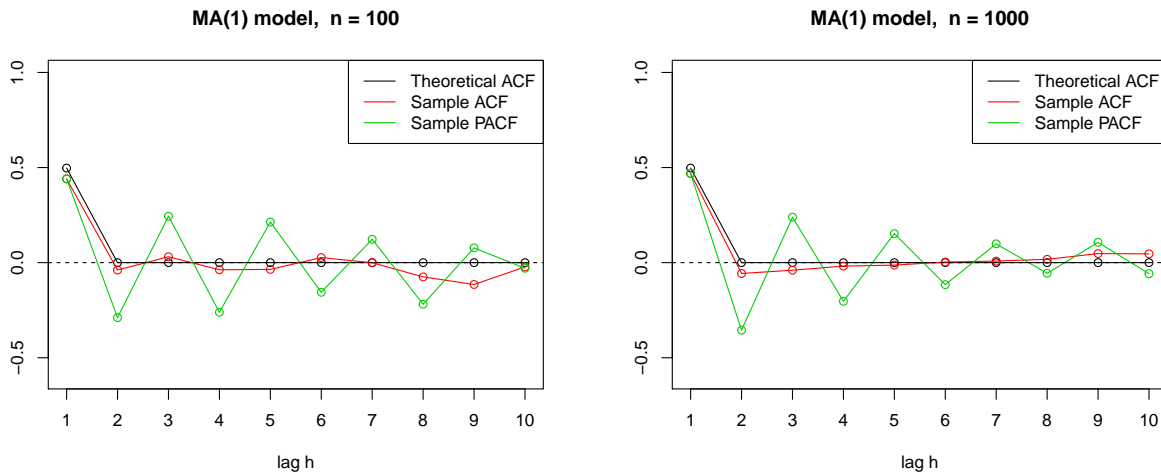 MA(1) model,  n = 100
1.0
0.5
0.0
−0.5
Theoretical ACF
Sample ACF
Sample PACF
1 2 3 4 5 6 7 8 9 10
lag h
MA(1) model,  n = 1000
1.0
0.5
0.0
−0.5
Theoretical ACF
Sample ACF
Sample PACF
1 2 3 4 5 6 7 8 9 10
lag h